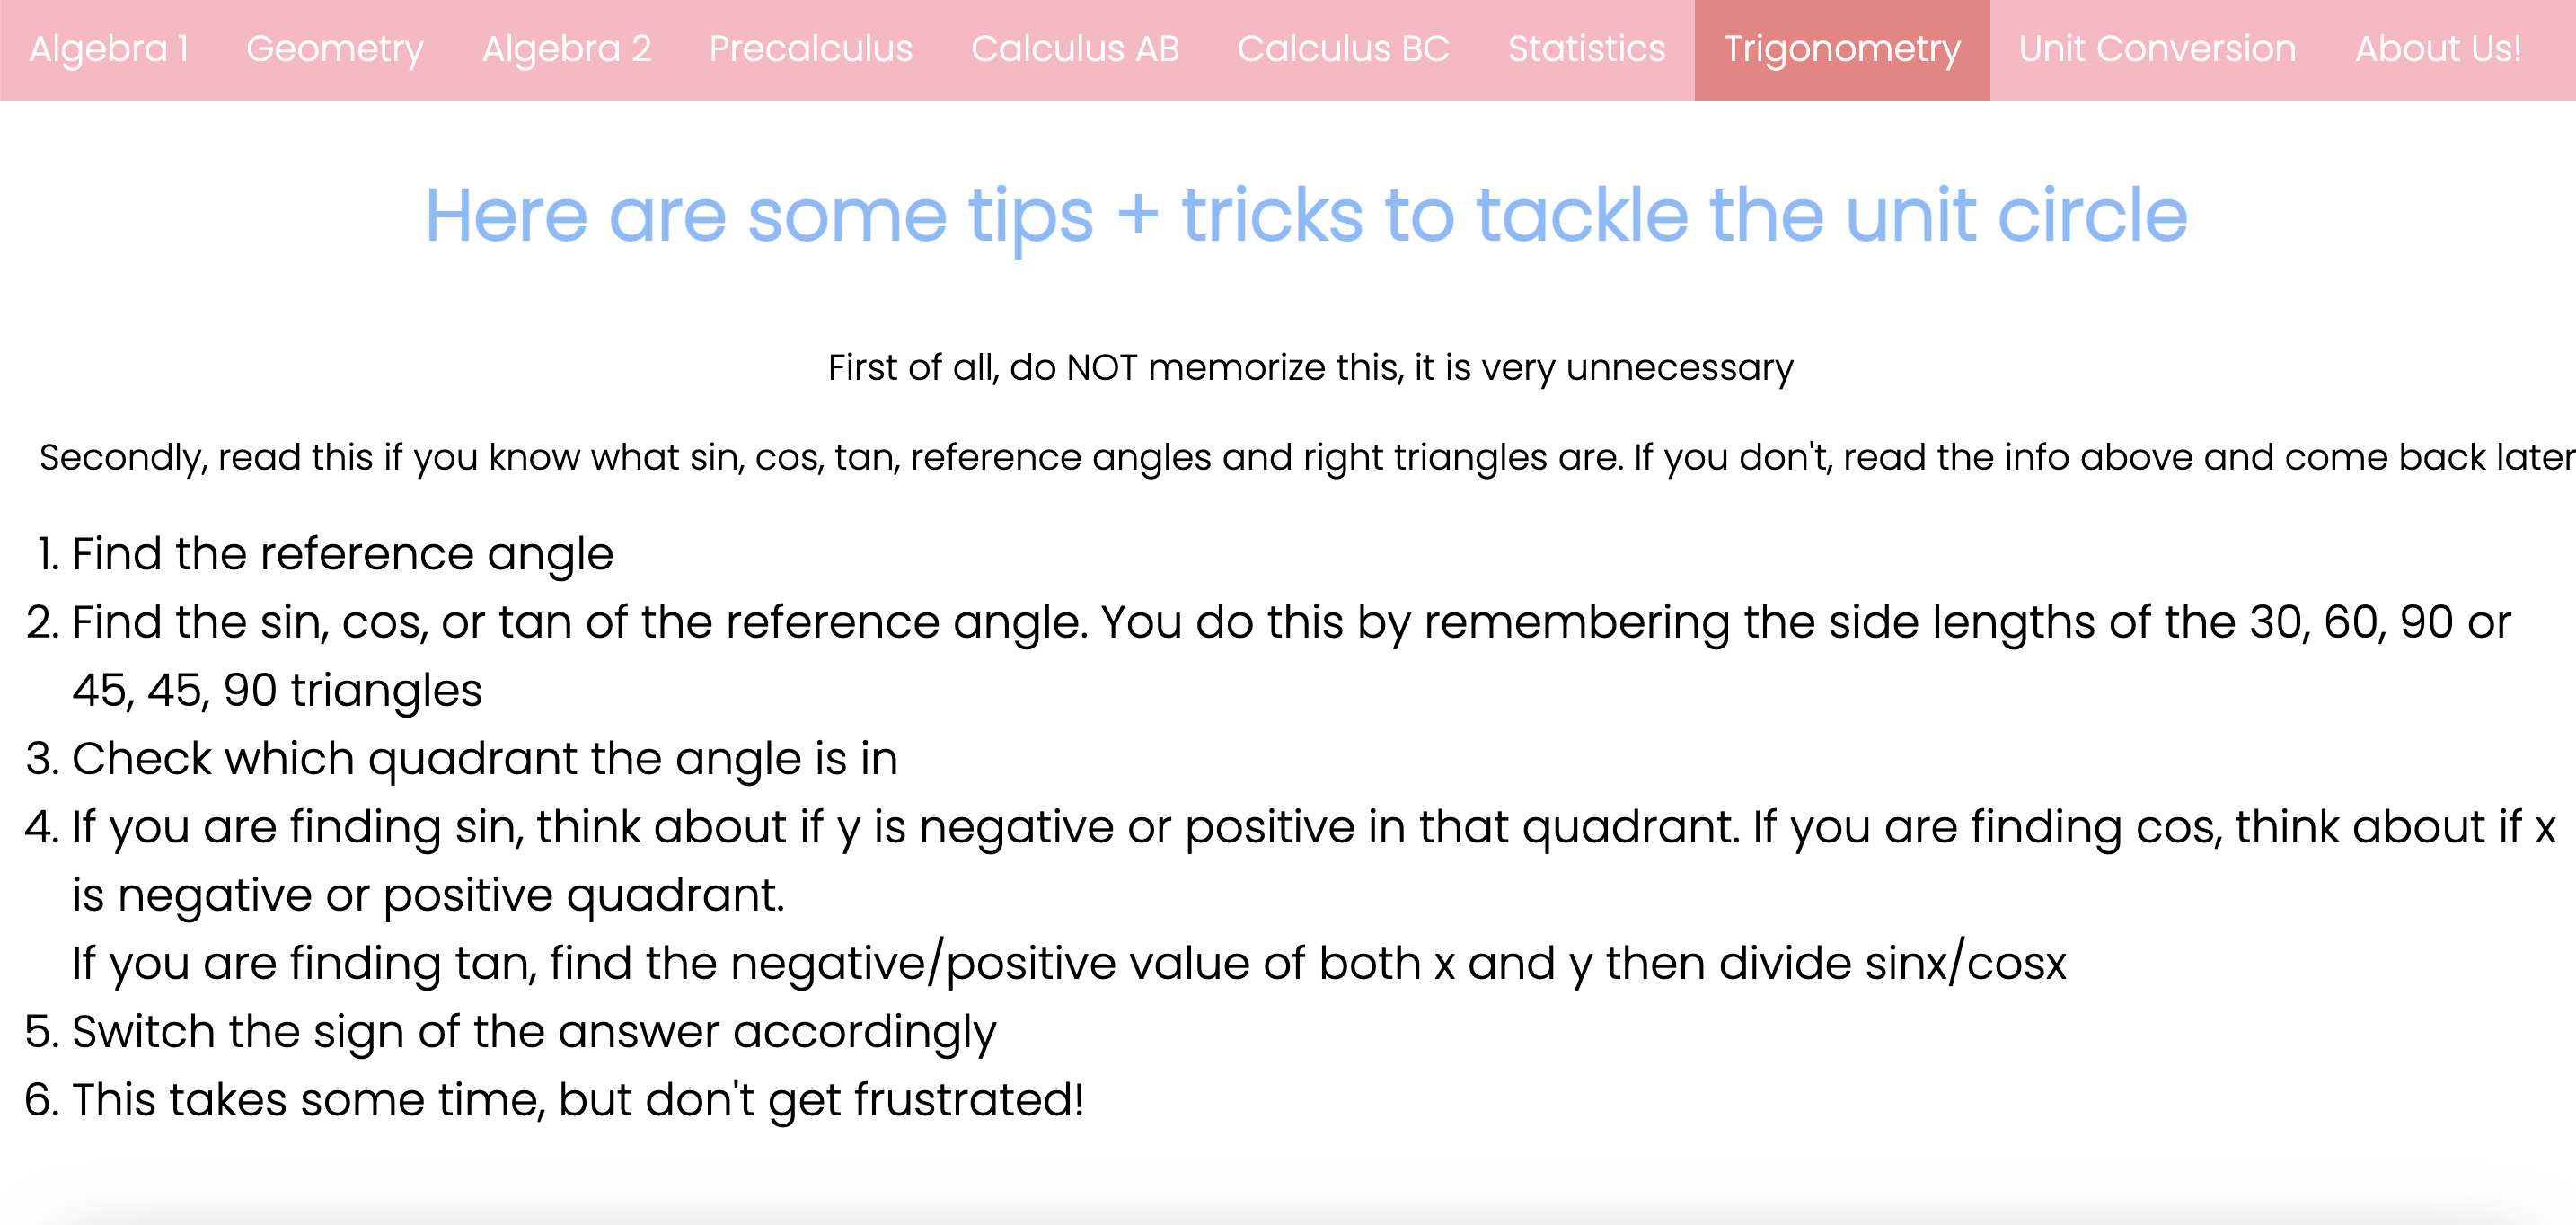 Algebra 1 Geometry Algebra 2 Precalculus Calculus AB Calculus BC Statistics Trigonometry Unit Conversion About Us!
Here are some tips + tricks to tackle the unit circle
First of all, do NOT memorize this, it is very unnecessary
Secondly, read this if you know what sin, cos, tan, reference angles and right triangles are. If you don't, read the info above and come back later
1. Find the reference angle
2. Find the sin, cos, or tan of the reference angle. You do this by remembering the side lengths of the 30, 60, 90 or
45, 45, 90 triangles
3. Check which quadrant the angle is in
4. If you are finding sin, think about if y is negative or positive in that quadrant. If you are finding cos, think about if x
is negative or positive quadrant.
If you are finding tan, find the negative/positive value of both x and y then divide sinx/cosx
5. Switch the sign of the answer accordingly
6. This takes some time, but don't get frustrated!